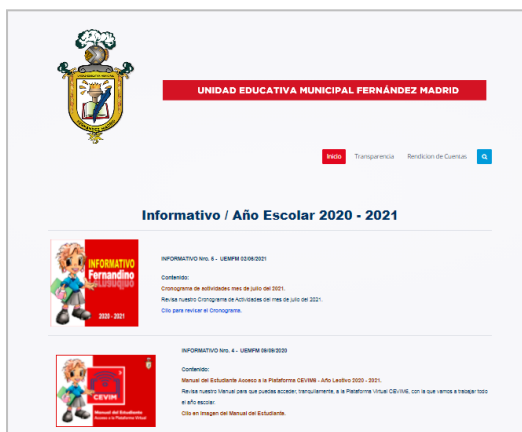 UNIDAD EDUCATIVA MUNICIPAL FERNÁNDEZ MADRID
Inicio Transparencia Rendicion de Cuentas
Informativo / Año Escolar 2020 - 2021
INFORMATIVO
Fernandino
2020 - 2021
INFORMATIVO Nro. 5 - UEMFM 02/06/2021
Contenido:
Cronograma de actividades mes de julio del 2021.
Revisa nuestro Cronograma de Actividades del mes de julio del 2021.
Clic para revisar el Cronograma.
CEVIM
Manual del Estudiante
Acceso a la Plataforma Virtual
INFORMATIVO Nro. 4 - UEMFM 09/09/2020
Contenido:
Manual del Estudiante Acceso a la Plataforma CEVIM6 - Año Lectivo 2020 - 2021.
Revisa nuestro Manual para que puedas acceder, tranquilamente, a la Plataforma Virtual CEVIM6, con la que vamos a trabajar todo
el año escolar.
Clic en Imagen del Manual del Estudiante.